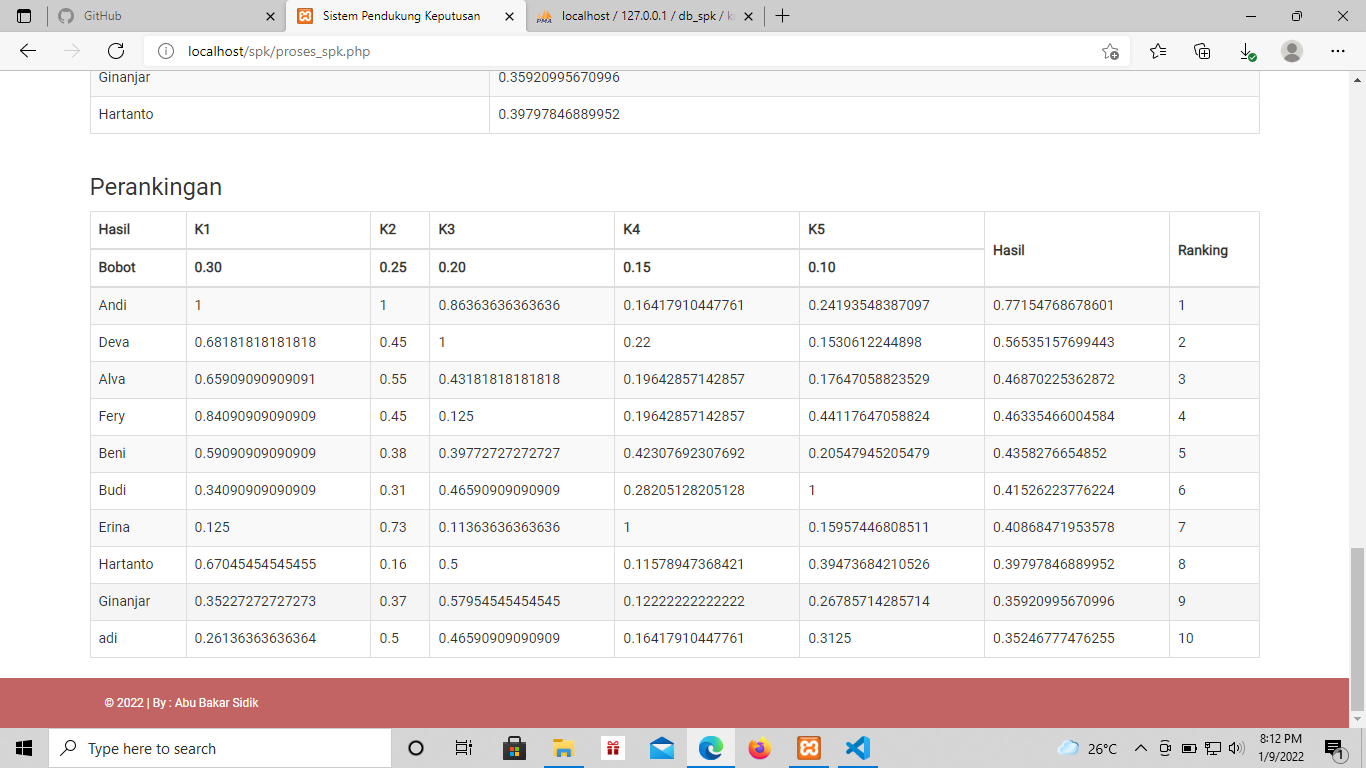 GitHub
Sistem Pendukung Keputusan
PMA localhost / 127.0.0.1 / db_spk /
localhost/spk/proses_spk.php
Ginanjar 0.35920995670996
Hartanto 0.39797846889952
Perankingan
Hasil K1 K2 K3 K4 K5 Hasil Ranking
Bobot 0.30 0.25 0.20 0.15 0.10
Andi 1 1 0.86363636363636 0.16417910447761 0.24193548387097 0.77154768678601 1
Deva 0.68181818181818 0.45 1 0.22 0.1530612244898 0.56535157699443 2
Alva 0.65909090909091 0.55 0.43181818181818 0.19642857142857 0.17647058823529 0.46870225362872 3
Fery 0.84090909090909 0.45 0.125 0.19642857142857 0.44117647058824 0.46335466004584 4
Beni 0.59090909090909 0.38 0.39772727272727 0.42307692307692 0.20547945205479 0.4358276654852 5
Budi 0.34090909090909 0.31 0.46590909090909 0.28205128205128 1 0.41526223776224 6
Erina 0.125 0.73 0.11363636363636 1 0.15957446808511 0.40868471953578 7
Hartanto 0.67045454545455 0.16 0.5 0.11578947368421 0.39473684210526 0.39797846889952 8
Ginanjar 0.35227272727273 0.37 0.57954545454545 0.12222222222222 0.26785714285714 0.35920995670996 9
adi 0.26136363636364 0.5 0.46590909090909 0.16417910447761 0.3125 0.35246777476255 10
© 2022 | By : Abu Bakar Sidik
Type here to search
26°C
8:12 PM
1/9/2022
1